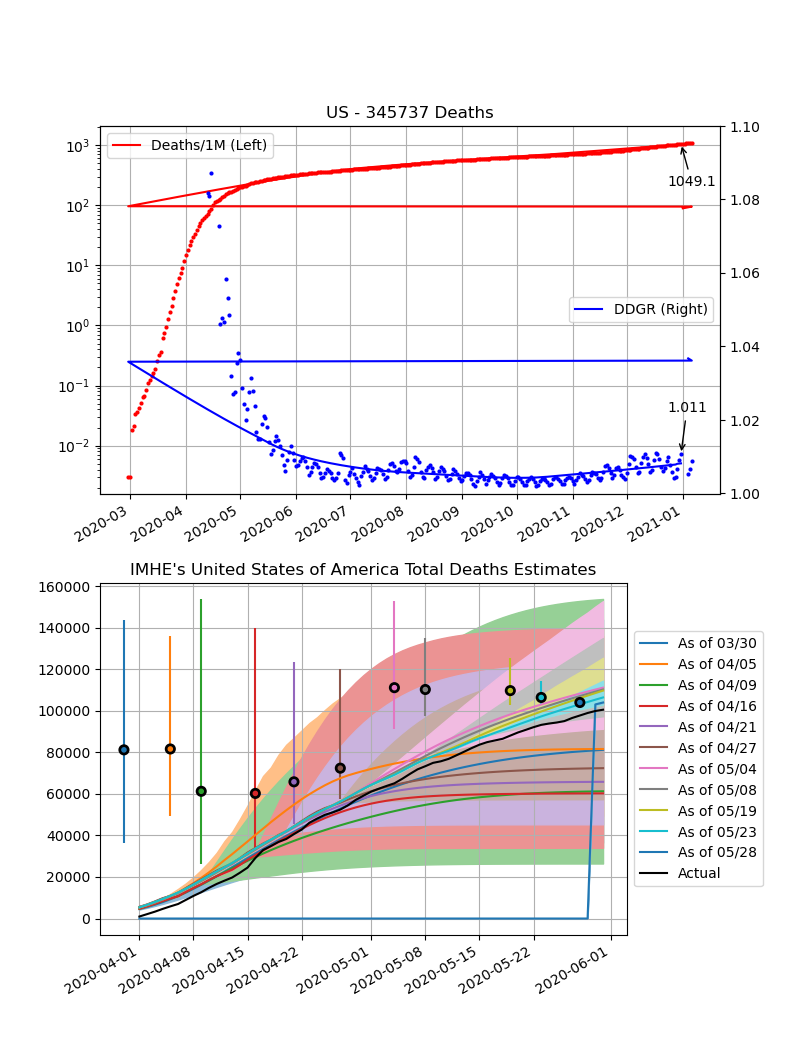 US - 345737 Deaths
Deaths/1M (Left)
DDGR (Right)
1049.1
1.011
10³
10²
10¹
10⁰
10⁻¹
10⁻²
1.10
1.08
1.06
1.04
1.02
1.00
2020-03
2020-04
2020-05
2020-06
2020-07
2020-08
2020-09
2020-10
2020-11
2020-12
2021-01
IMHE's United States of America Total Deaths Estimates
160000
140000
120000
100000
80000
60000
40000
20000
0
2020-04-01
2020-04-08
2020-04-15
2020-04-22
2020-05-01
2020-05-08
2020-05-15
2020-05-22
2020-06-01
As of 03/30
As of 04/05
As of 04/09
As of 04/16
As of 04/21
As of 04/27
As of 05/04
As of 05/08
As of 05/19
As of 05/23
As of 05/28
Actual